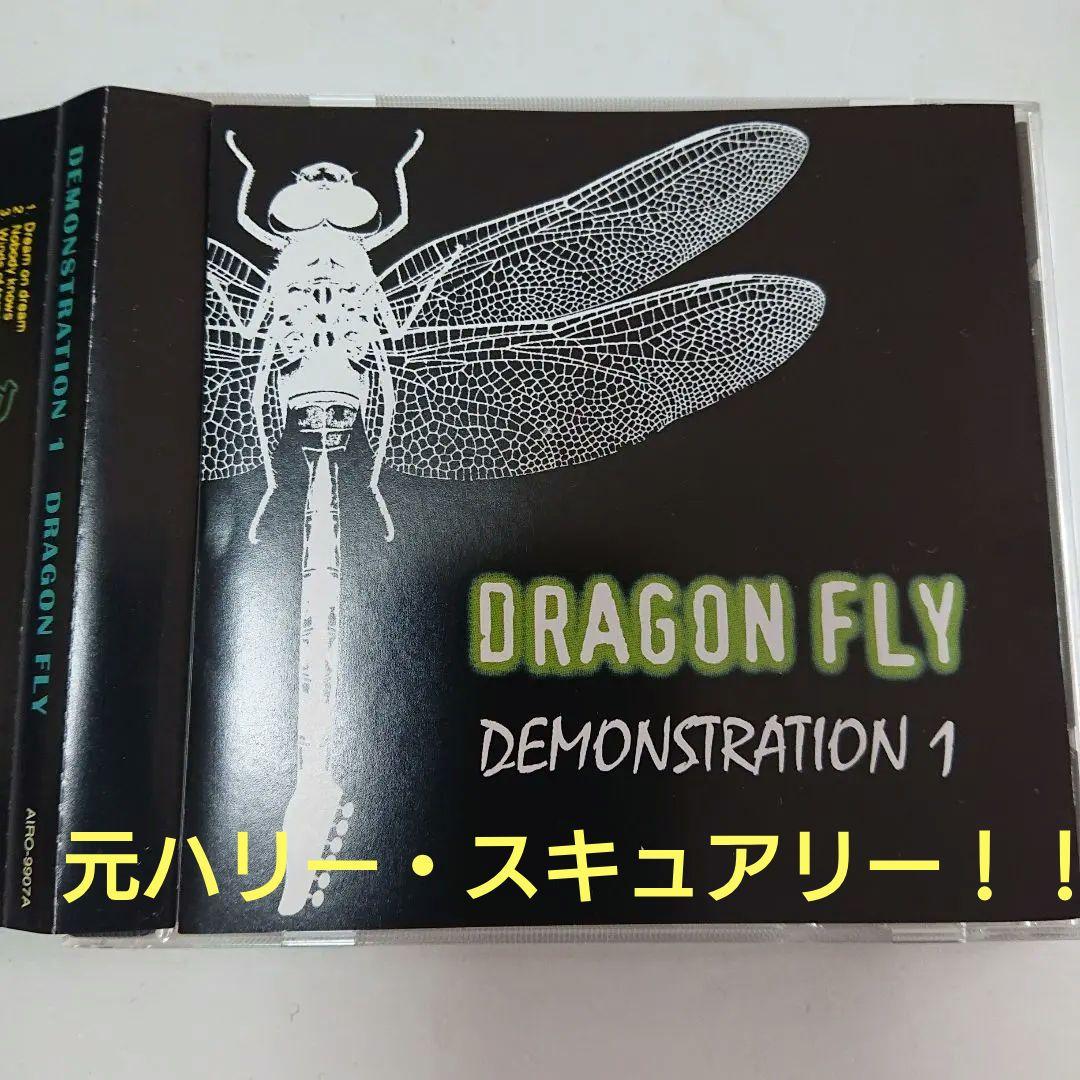 1. Dream on dream
2. Nobody knows
3.
DEMONSTRATION 1 DRAGON FLY
AIRO-9907A
DRAGON FLY
DEMONSTRATION 1
元ハリー・スキュアリー！！